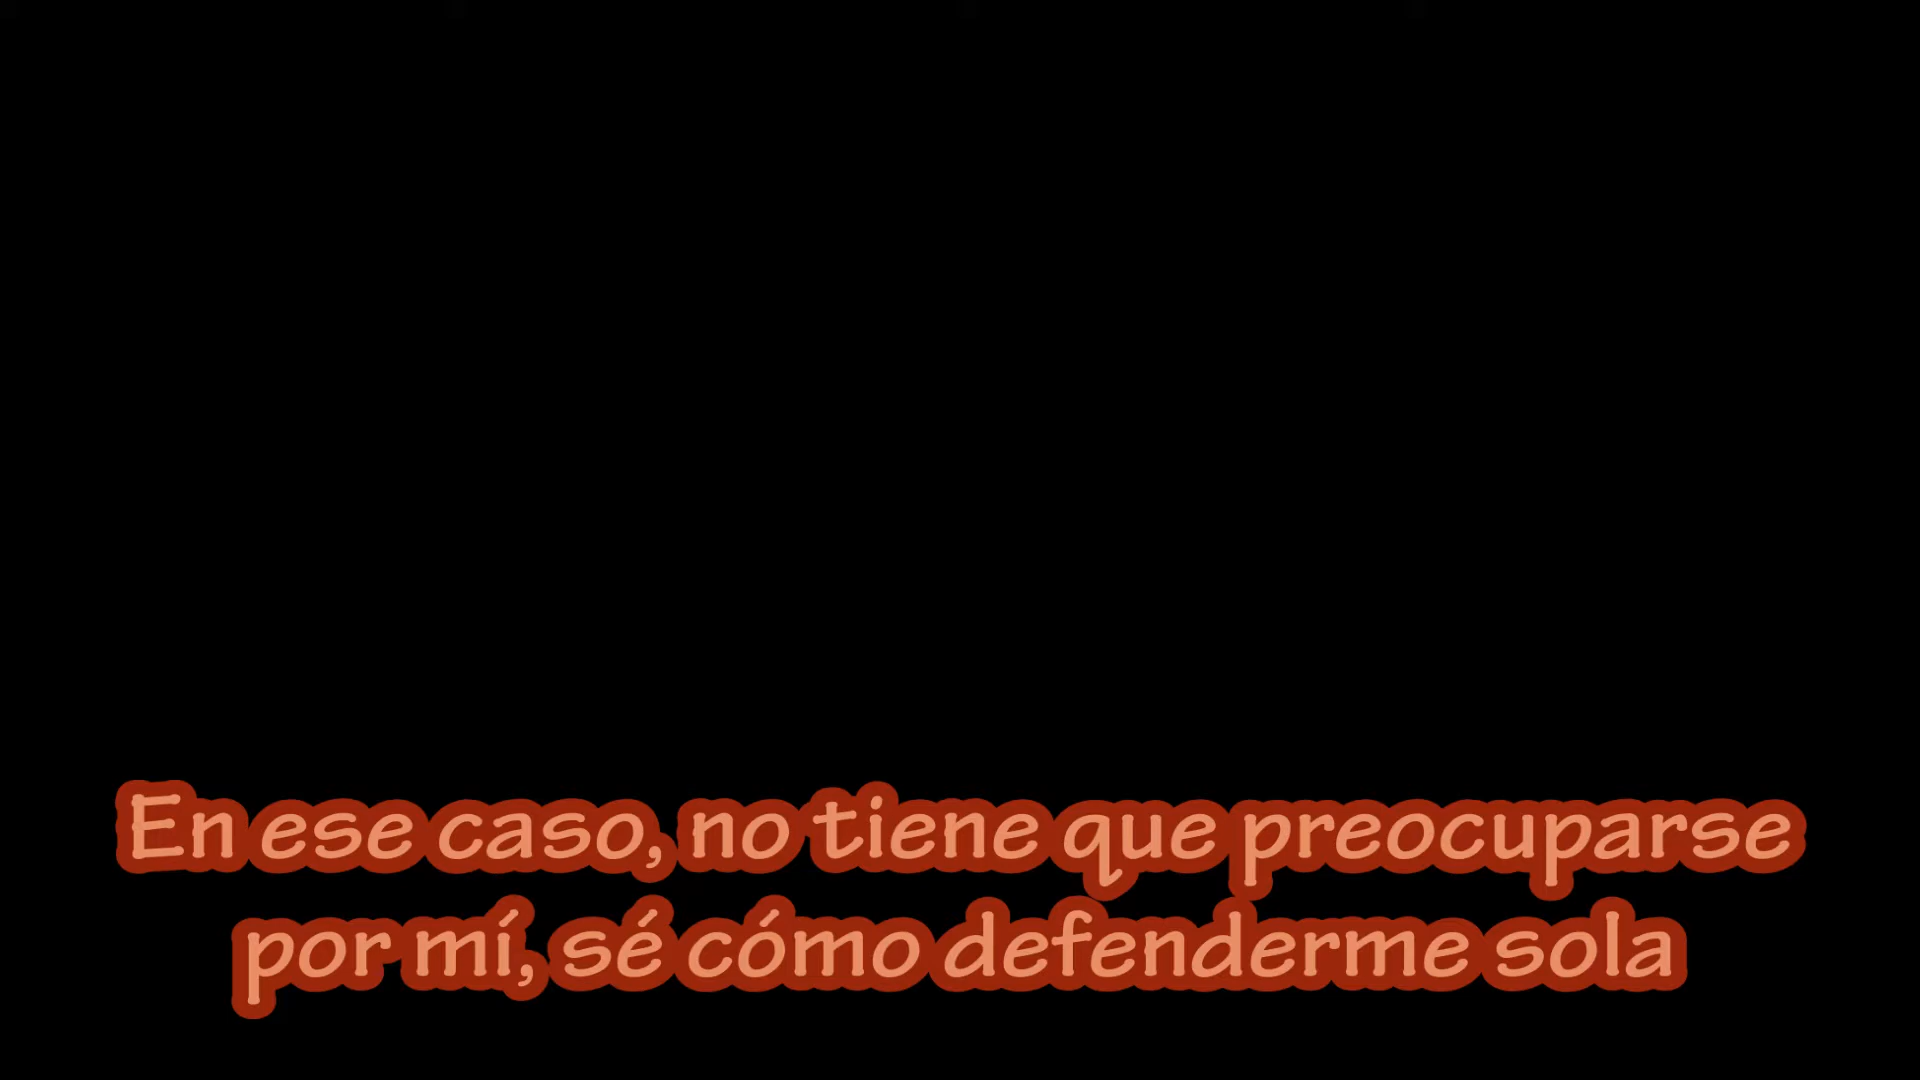 En ese caso, no tiene que preocuparse
por mí, sé cómo defenderme sola